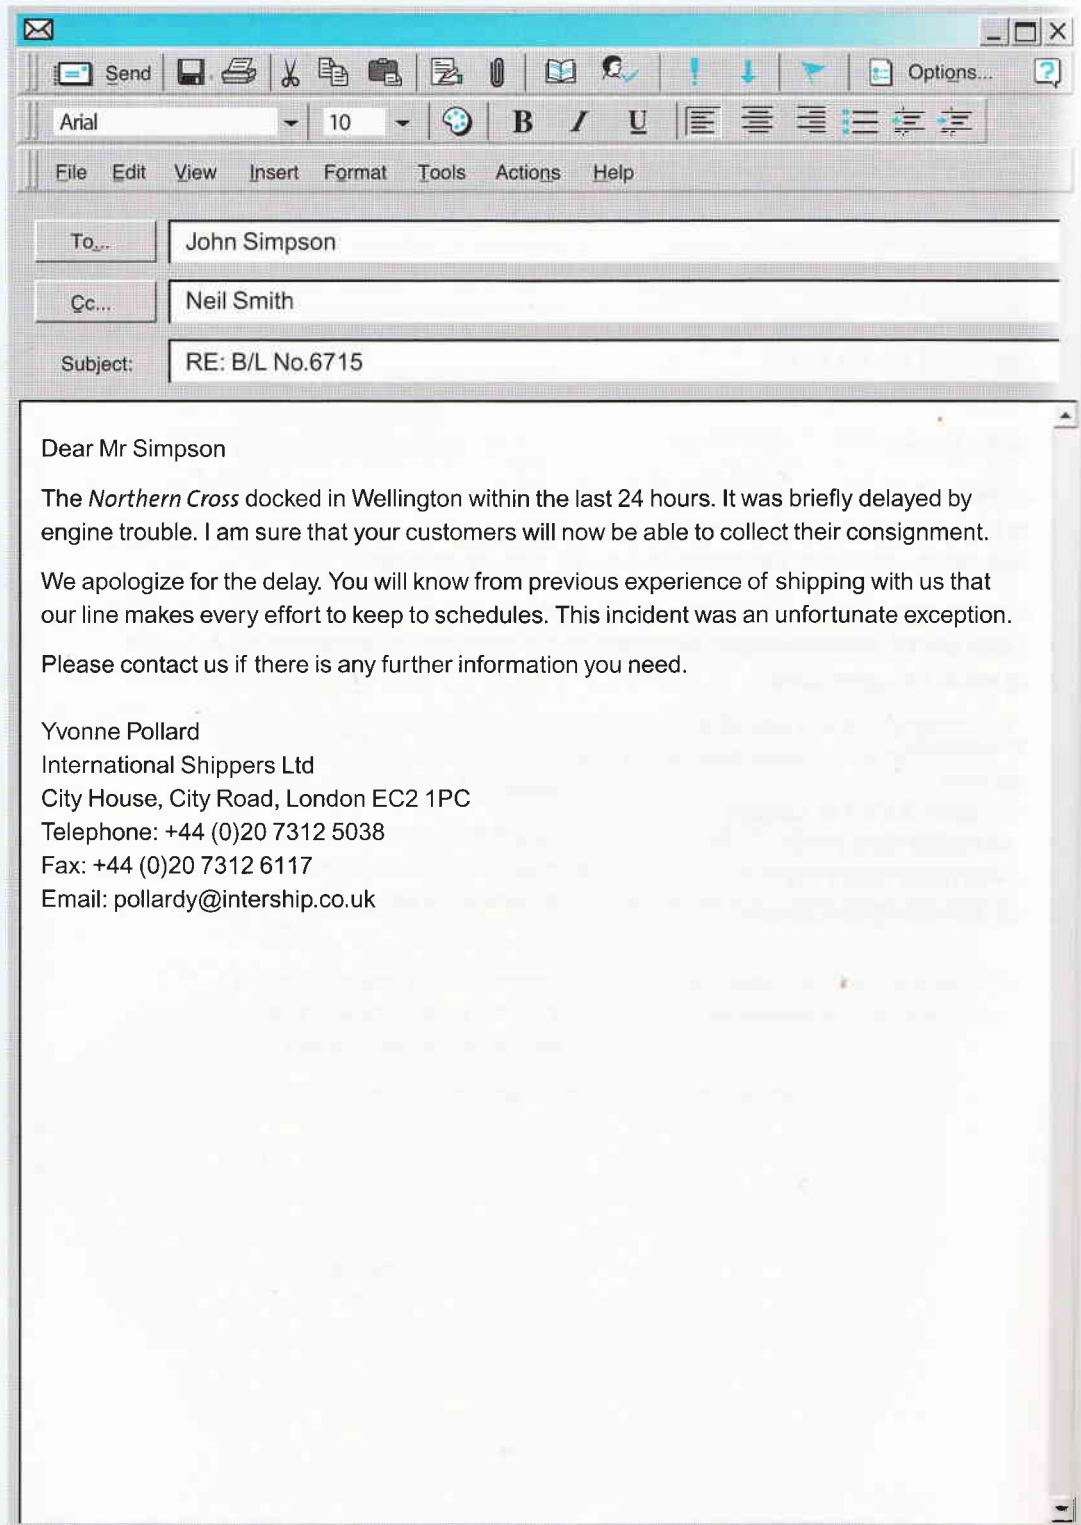 Send
Options...
Arial 10 B I U
File Edit View Insert Format Tools Actions Help
To... John Simpson
Cc... Neil Smith
Subject: RE: B/L No.6715
Dear Mr Simpson
The Northern Cross docked in Wellington within the last 24 hours. It was briefly delayed by
engine trouble. I am sure that your customers will now be able to collect their consignment.
We apologize for the delay. You will know from previous experience of shipping with us that
our line makes every effort to keep to schedules. This incident was an unfortunate exception.
Please contact us if there is any further information you need.
Yvonne Pollard
International Shippers Ltd
City House, City Road, London EC2 1PC
Telephone: +44 (0)20 7312 5038
Fax: +44 (0)20 7312 6117
Email: pollardy@intership.co.uk